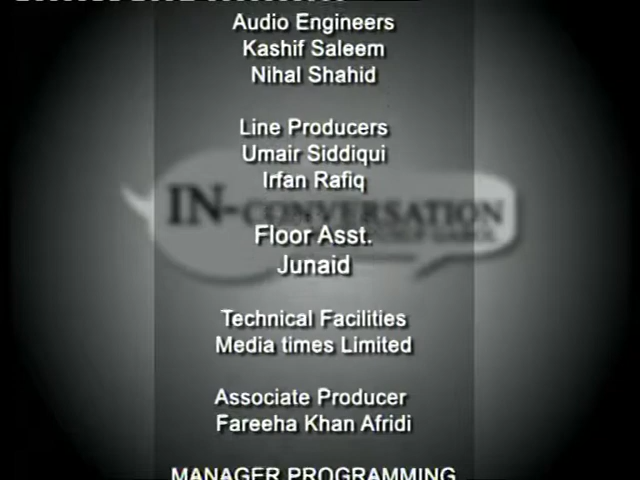 Audio Engineers
Kashif Saleem
Nihal Shahid
Line Producers
Umair Siddiqui
Irfan Rafiq
IN-CONVERSATION
Floor Asst.
Junaid
Technical Facilities
Media times Limited
Associate Producer
Fareeha Khan Afridi
MANAGER PROGRAMMING